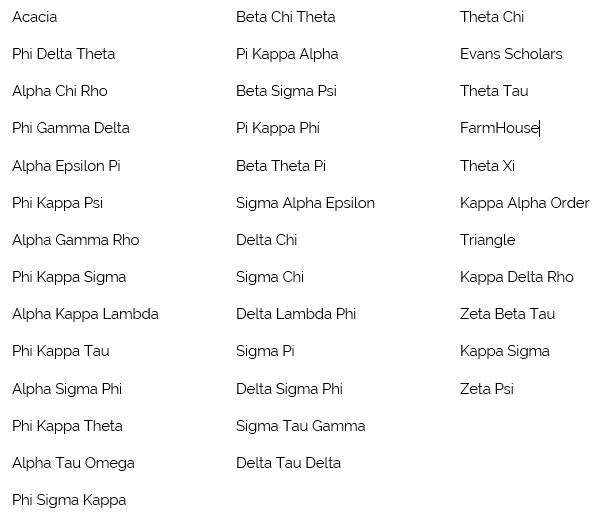 Acacia
Phi Delta Theta
Alpha Chi Rho
Phi Gamma Delta
Alpha Epsilon Pi
Phi Kappa Psi
Alpha Gamma Rho
Phi Kappa Sigma
Alpha Kappa Lambda
Phi Kappa Tau
Alpha Sigma Phi
Phi Kappa Theta
Alpha Tau Omega
Phi Sigma Kappa
Beta Chi Theta
Pi Kappa Alpha
Beta Sigma Psi
Pi Kappa Phi
Beta Theta Pi
Sigma Alpha Epsilon
Delta Chi
Sigma Chi
Delta Lambda Phi
Sigma Pi
Delta Sigma Phi
Sigma Tau Gamma
Delta Tau Delta
Theta Chi
Evans Scholars
Theta Tau
FarmHouse
Theta Xi
Kappa Alpha Order
Triangle
Kappa Delta Rho
Zeta Beta Tau
Kappa Sigma
Zeta Psi